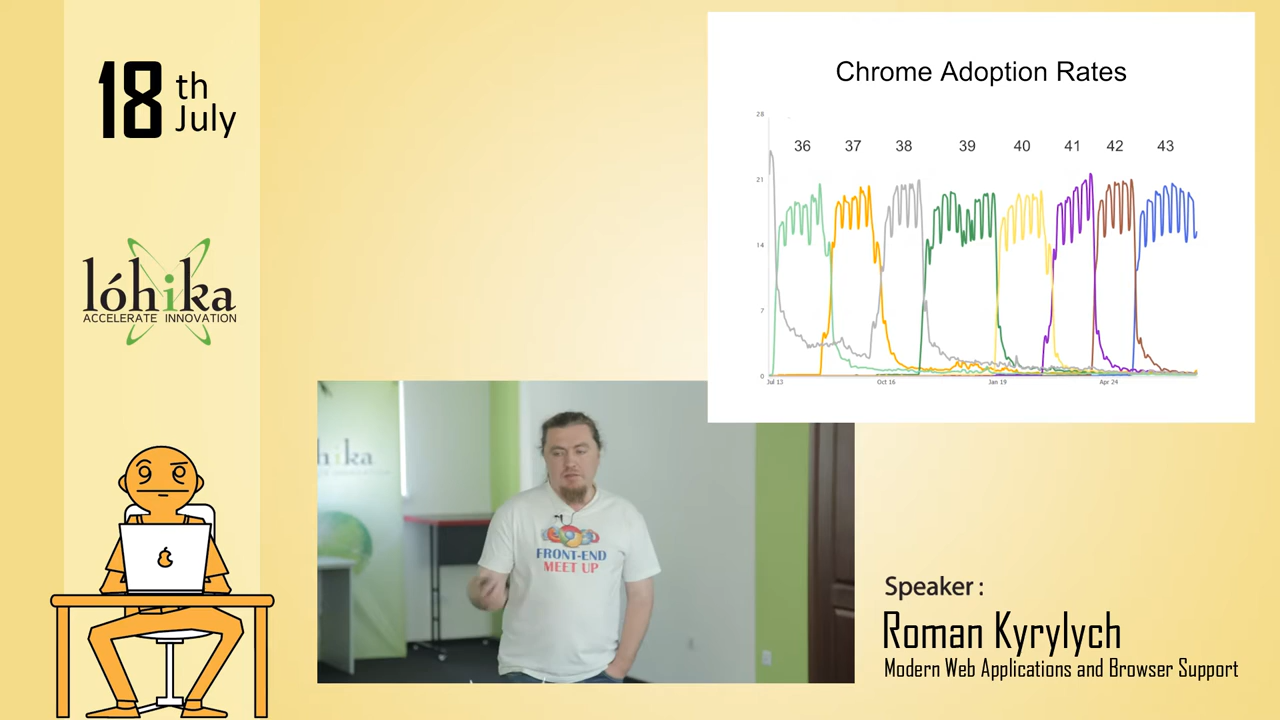 18 th
July
lóhika
ACCELERATE INNOVATION
Chrome Adoption Rates
28
21
14
7
0
36 37 38 39 40 41 42 43
Jul 13 Oct 16 Jan 19 Apr 24
hika
FRONT-END
MEET UP
Speaker :
Roman Kyrylych
Modern Web Applications and Browser Support